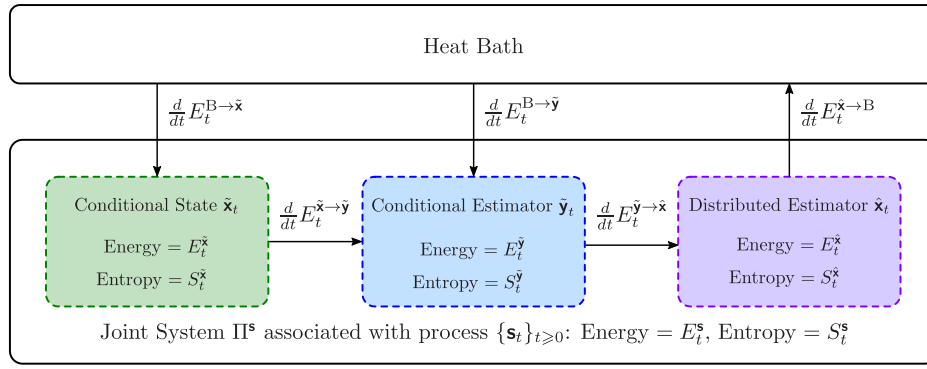 Heat Bath
d/dt E_t^{B→x̃}
d/dt E_t^{B→ỹ}
d/dt E_t^{x̂→B}
Conditional State x̃_t
Energy = E_t^{x̃}
Entropy = S_t^{x̃}
d/dt E_t^{x̃→ỹ}
Conditional Estimator ỹ_t
Energy = E_t^{ỹ}
Entropy = S_t^{ỹ}
d/dt E_t^{ỹ→x̂}
Distributed Estimator x̂_t
Energy = E_t^{x̂}
Entropy = S_t^{x̂}
Joint System Π^s associated with process {s_t}_{t⩾0}: Energy = E_t^s, Entropy = S_t^s